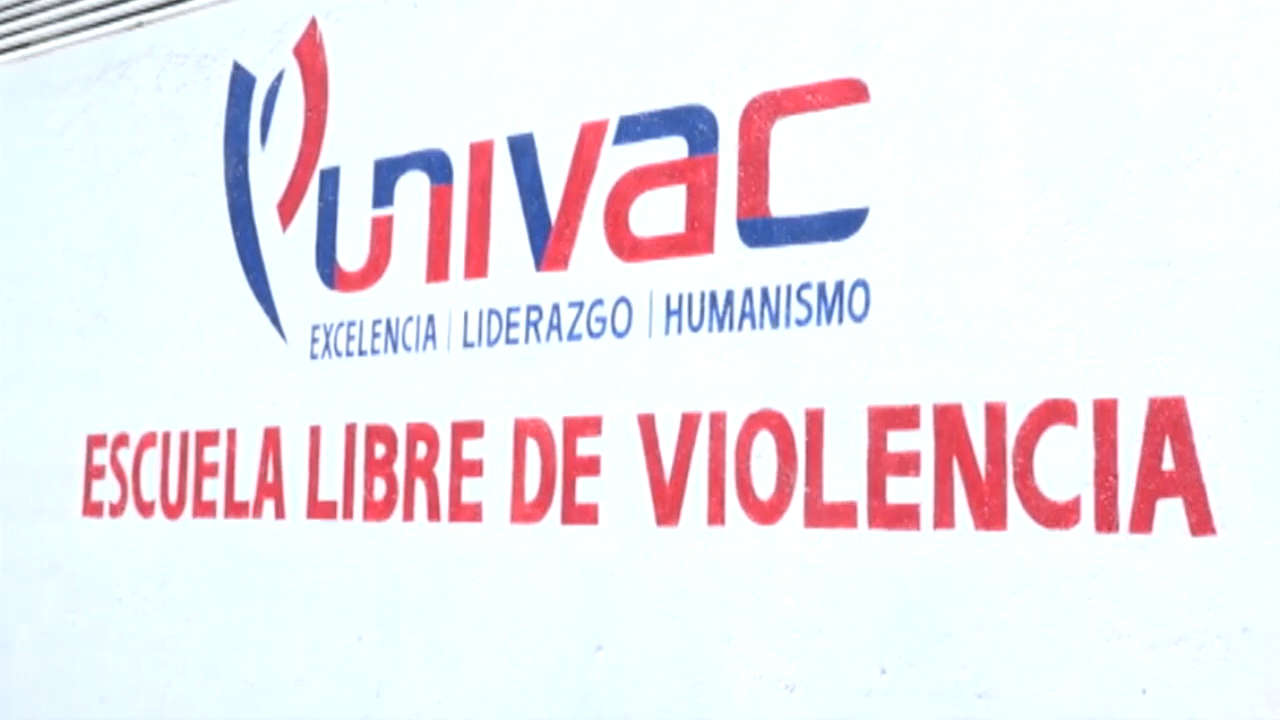 univac
EXCELENCIA | LIDERAZGO | HUMANISMO
ESCUELA LIBRE DE VIOLENCIA